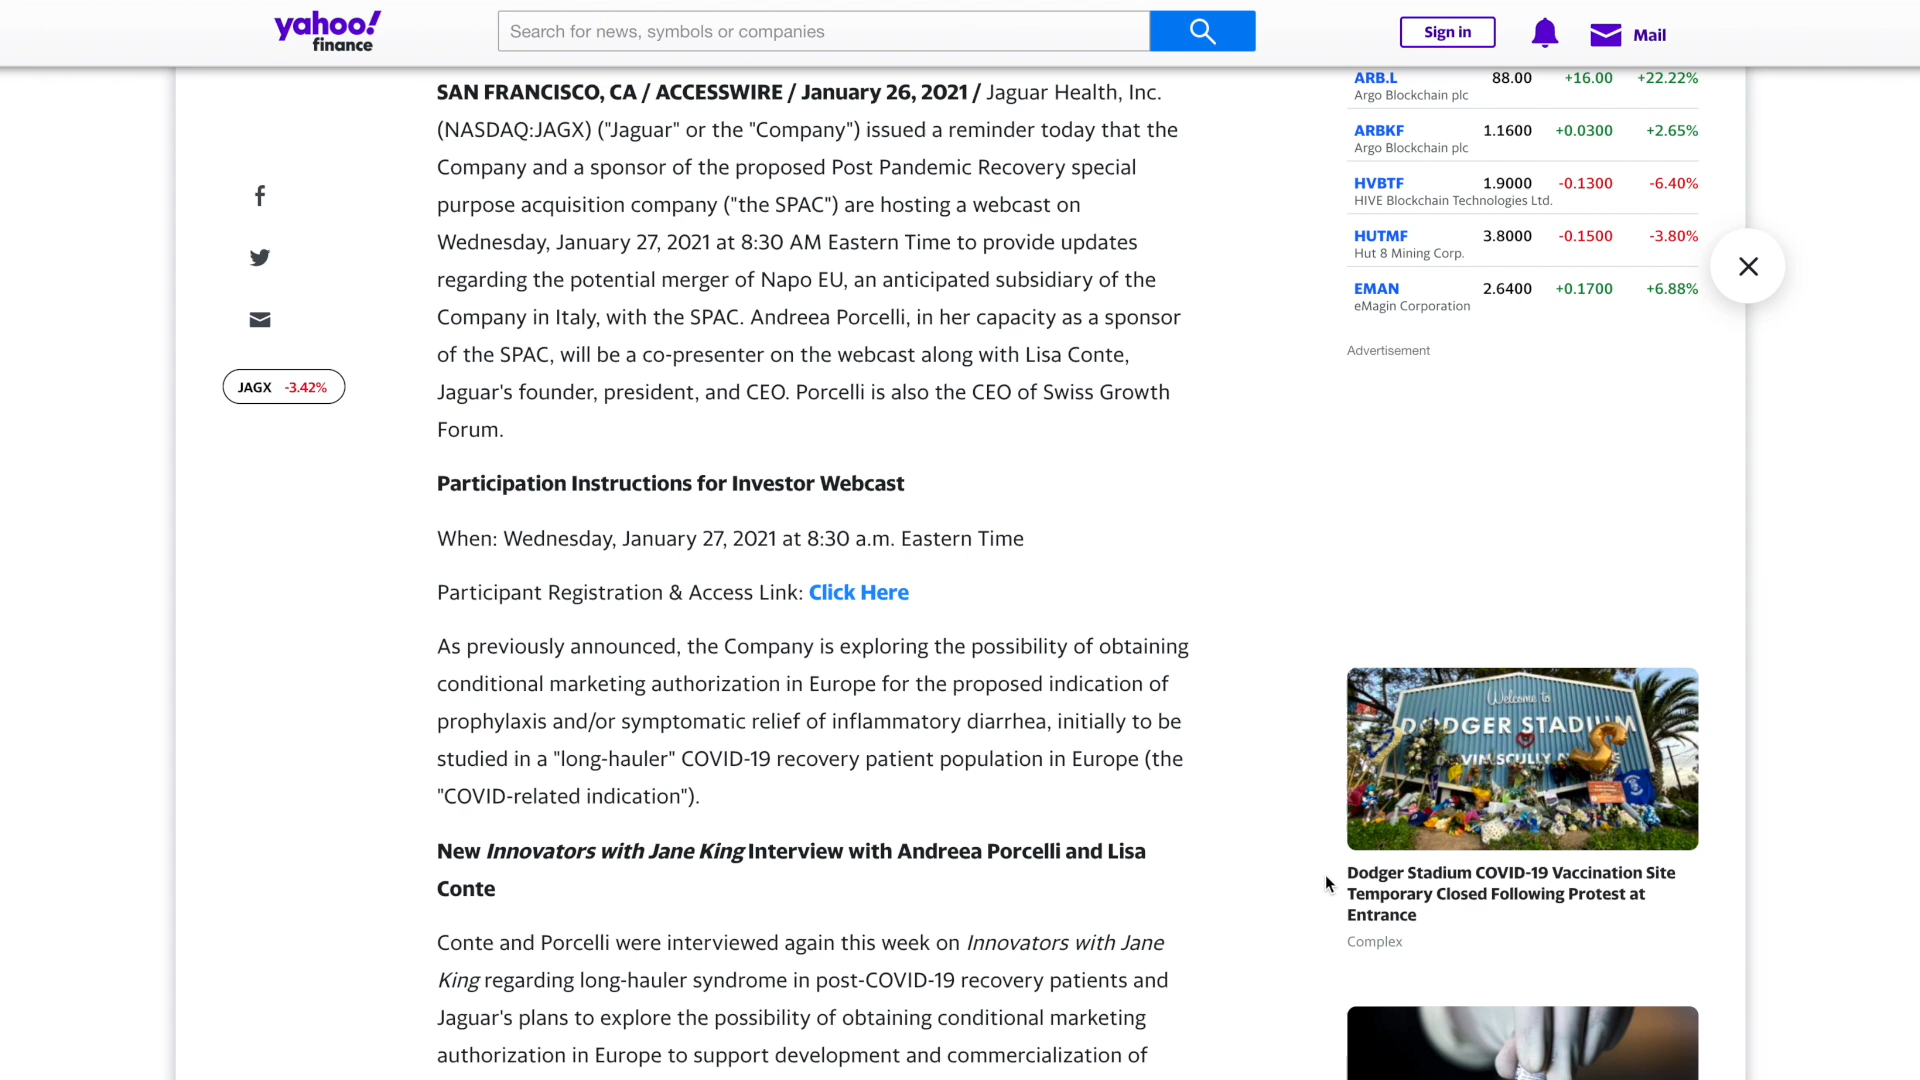 yahoo!
finance
Search for news, symbols or companies
Sign in
Mail
SAN FRANCISCO, CA / ACCESSWIRE / January 26, 2021 / Jaguar Health, Inc.
(NASDAQ:JAGX) ("Jaguar" or the "Company") issued a reminder today that the
Company and a sponsor of the proposed Post Pandemic Recovery special
purpose acquisition company ("the SPAC") are hosting a webcast on
Wednesday, January 27, 2021 at 8:30 AM Eastern Time to provide updates
regarding the potential merger of Napo EU, an anticipated subsidiary of the
Company in Italy, with the SPAC. Andreea Porcelli, in her capacity as a sponsor
of the SPAC, will be a co-presenter on the webcast along with Lisa Conte,
Jaguar's founder, president, and CEO. Porcelli is also the CEO of Swiss Growth
Forum.
JAGX -3.42%
Participation Instructions for Investor Webcast
When: Wednesday, January 27, 2021 at 8:30 a.m. Eastern Time
Participant Registration & Access Link: Click Here
As previously announced, the Company is exploring the possibility of obtaining
conditional marketing authorization in Europe for the proposed indication of
prophylaxis and/or symptomatic relief of inflammatory diarrhea, initially to be
studied in a "long-hauler" COVID-19 recovery patient population in Europe (the
"COVID-related indication").
New Innovators with Jane King Interview with Andreea Porcelli and Lisa
Conte
Conte and Porcelli were interviewed again this week on Innovators with Jane
King regarding long-hauler syndrome in post-COVID-19 recovery patients and
Jaguar's plans to explore the possibility of obtaining conditional marketing
authorization in Europe to support development and commercialization of
ARB.L 88.00 +16.00 +22.22%
Argo Blockchain plc
ARBKF 1.1600 +0.0300 +2.65%
Argo Blockchain plc
HVBTF 1.9000 -0.1300 -6.40%
HIVE Blockchain Technologies Ltd.
HUTMF 3.8000 -0.1500 -3.80%
Hut 8 Mining Corp.
EMAN 2.6400 +0.1700 +6.88%
eMagin Corporation
Advertisement
Welcome to
DODGER STADIUM
VIN SCULLY
Dodger Stadium COVID-19 Vaccination Site
Temporary Closed Following Protest at
Entrance
Complex